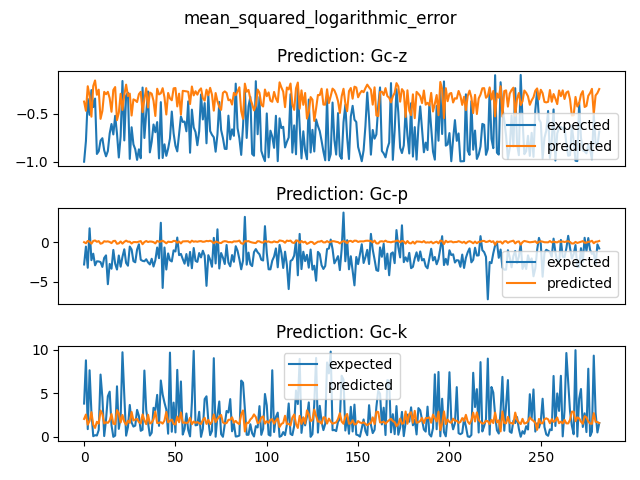 mean_squared_logarithmic_error
Prediction: Gc-z
−0.5
−1.0
expected
predicted
Prediction: Gc-p
0
−5
expected
predicted
Prediction: Gc-k
10
5
0
expected
predicted
0 50 100 150 200 250